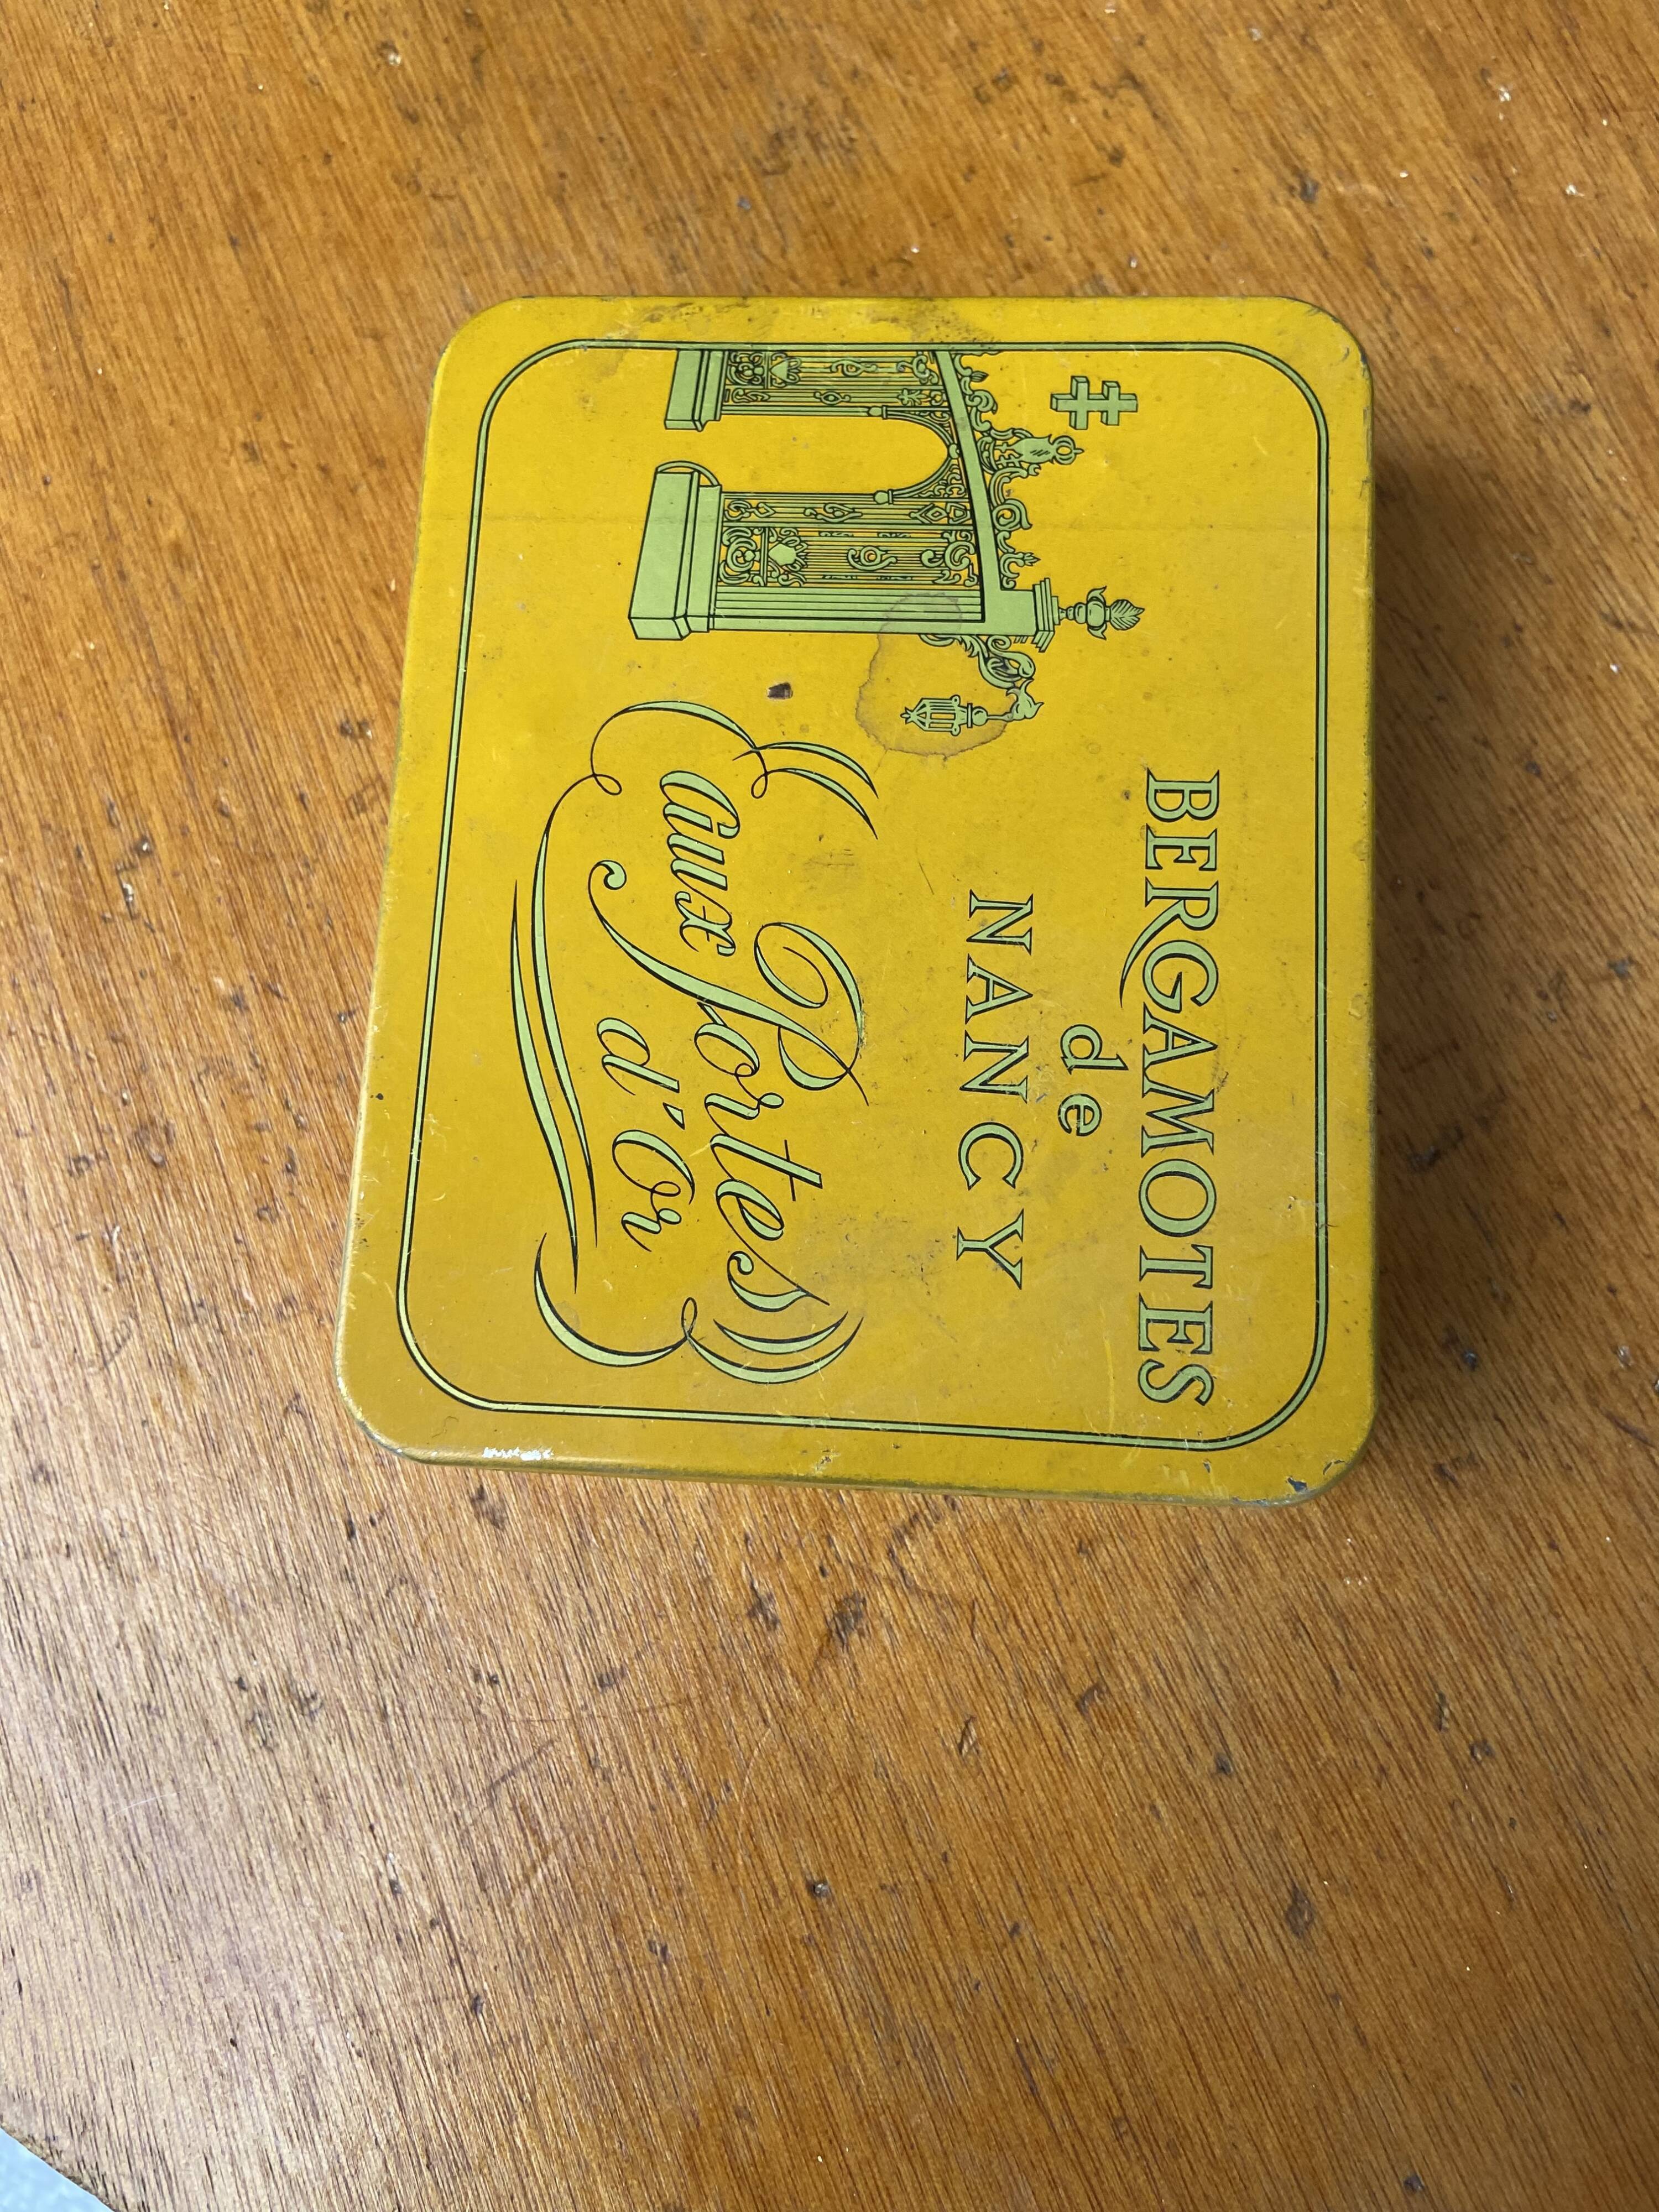 BERGAMOTES
de
NANCY
Aux Portes
d'Or